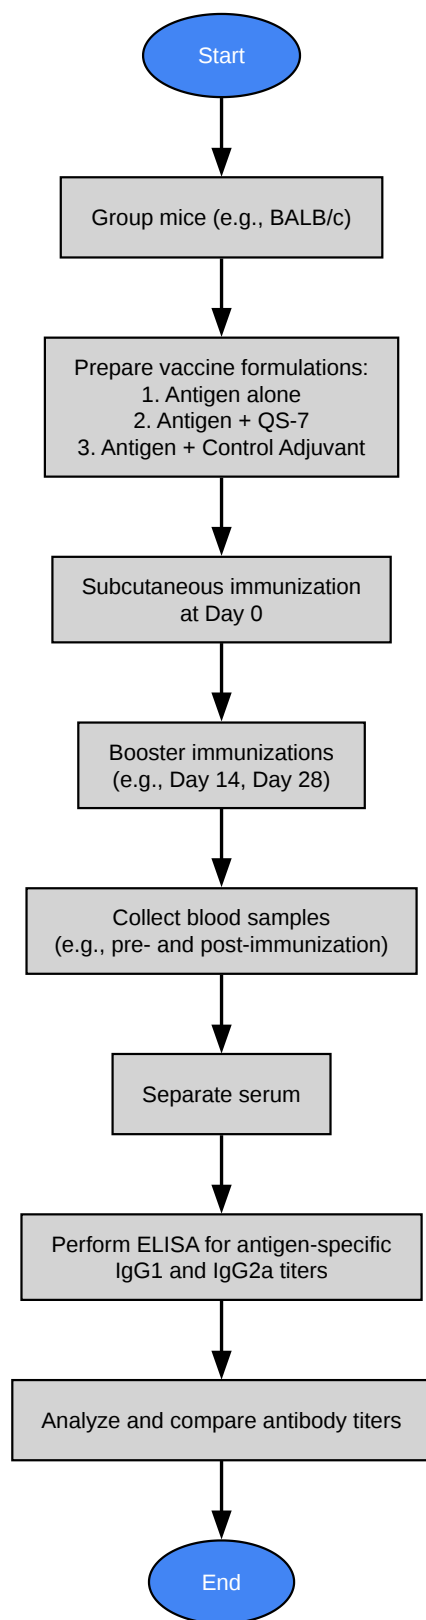 Start
Group mice (e.g., BALB/c)
Prepare vaccine formulations:
1. Antigen alone
2. Antigen + QS-7
3. Antigen + Control Adjuvant
Subcutaneous immunization
at Day 0
Booster immunizations
(e.g., Day 14, Day 28)
Collect blood samples
(e.g., pre- and post-immunization)
Separate serum
Perform ELISA for antigen-specific
IgG1 and IgG2a titers
Analyze and compare antibody titers
End